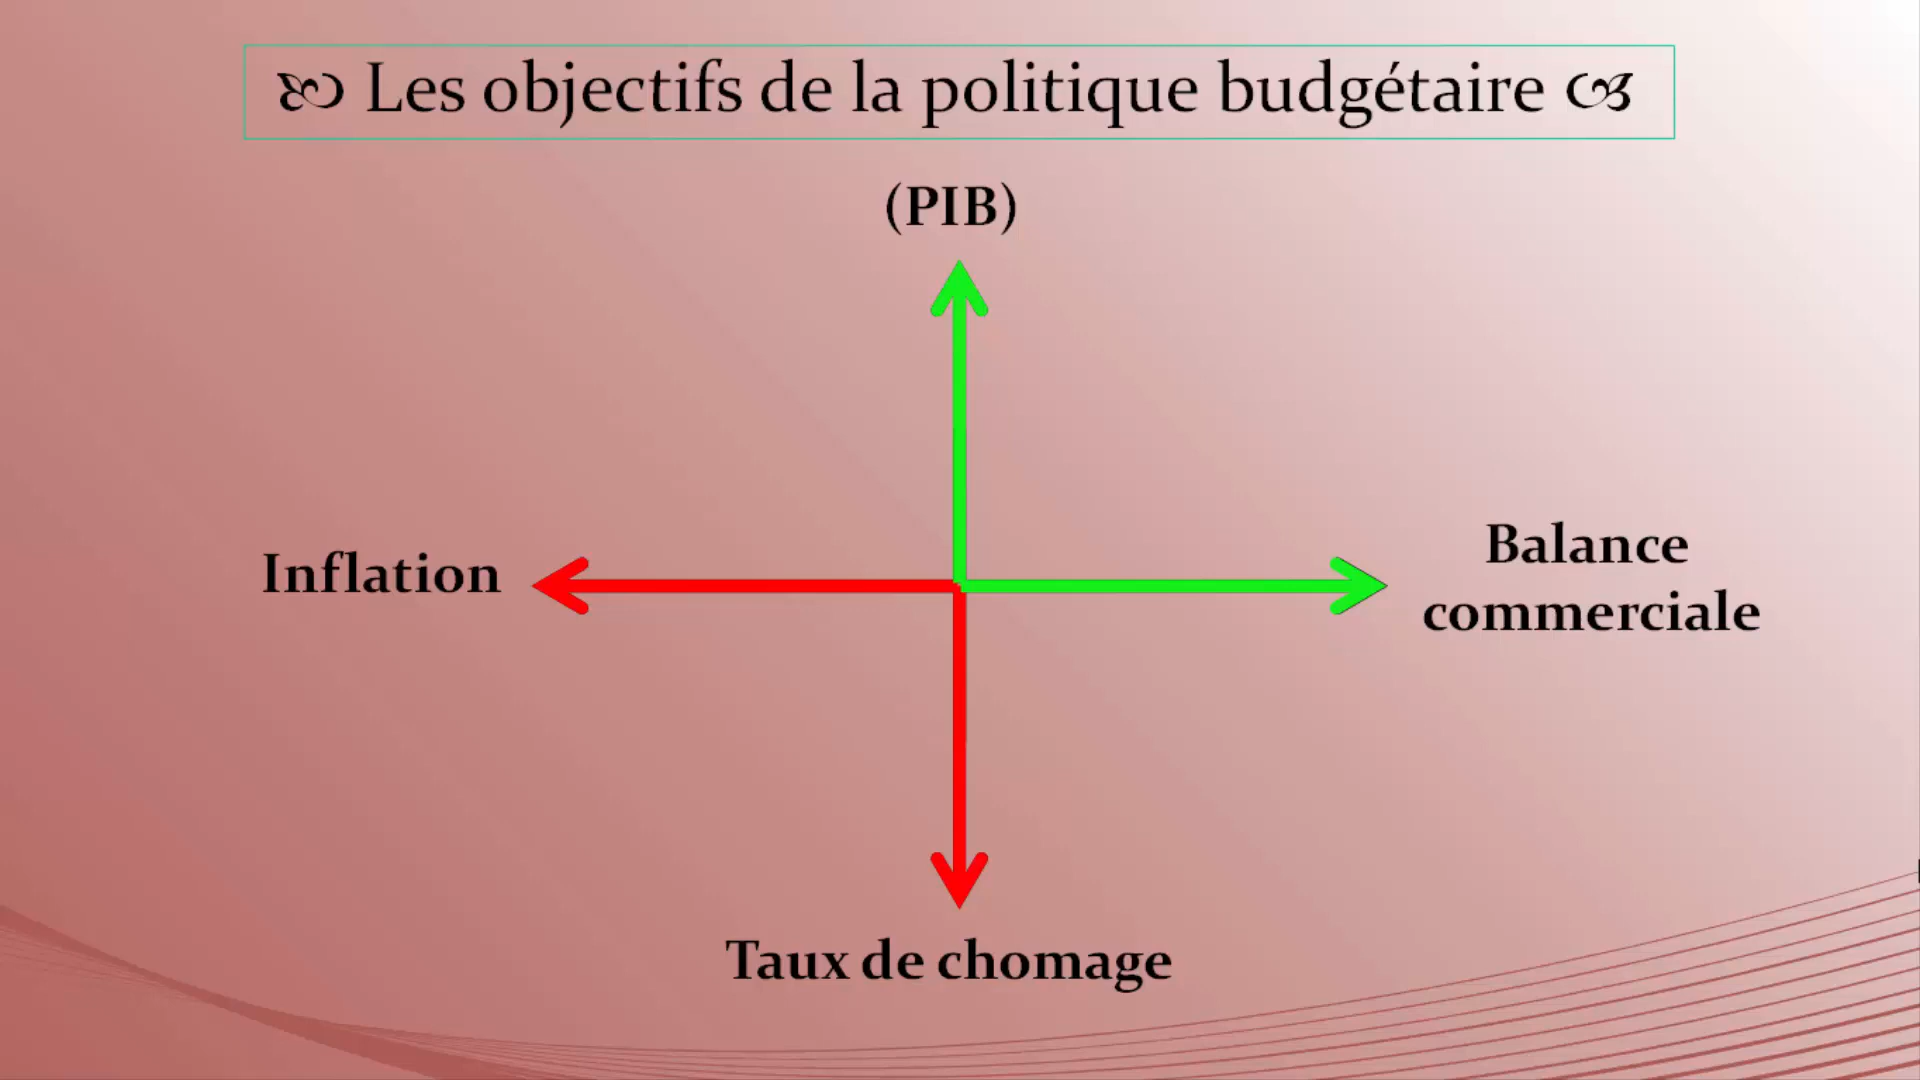 Les objectifs de la politique budgétaire
(PIB)
Inflation
Balance
commerciale
Taux de chomage